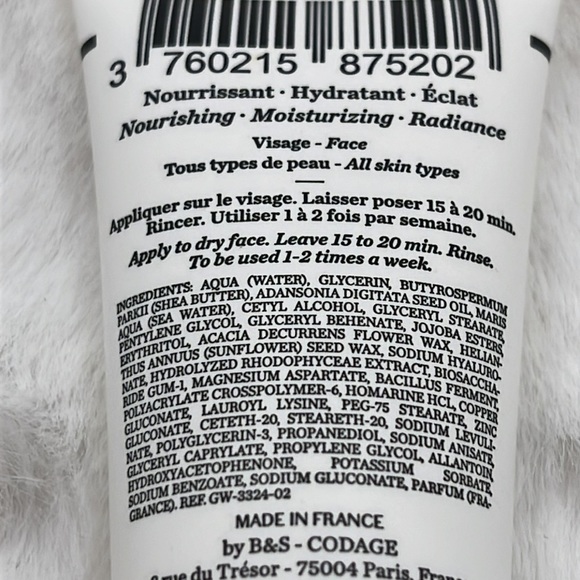 3 760215 875202
Nourrissant · Hydratant · Éclat
Nourishing · Moisturizing · Radiance
Visage - Face
Tous types de peau - All skin types
Appliquer sur le visage. Laisser poser 15 à 20 min.
Rincer. Utiliser 1 à 2 fois par semaine.
Apply to dry face. Leave 15 to 20 min. Rinse.
To be used 1-2 times a week.
INGREDIENTS: AQUA (WATER), GLYCERIN, BUTYROSPERMUM
PARKII (SHEA BUTTER), ADANSONIA DIGITATA SEED OIL, MARIS
AQUA (SEA WATER), CETYL ALCOHOL, GLYCERYL STEARATE,
PENTYLENE GLYCOL, GLYCERYL BEHENATE, JOJOBA ESTERS,
ERYTHRITOL, ACACIA DECURRENS FLOWER WAX, HELIAN-
THUS ANNUUS (SUNFLOWER) SEED WAX, SODIUM HYALURO-
NATE, HYDROLYZED RHODOPHYCEAE EXTRACT, BIOSACCHA-
RIDE GUM-1, MAGNESIUM ASPARTATE, BACILLUS FERMENT,
POLYACRYLATE CROSSPOLYMER-6, HOMARINE HCL, COPPER
GLUCONATE, LAUROYL LYSINE, PEG-75 STEARATE, ZINC
GLUCONATE, CETETH-20, STEARETH-20, SODIUM LEVULI-
NATE, POLYGLYCERIN-3, PROPANEDIOL, SODIUM ANISATE,
GLYCERYL CAPRYLATE, PROPYLENE GLYCOL, ALLANTOIN,
HYDROXYACETOPHENONE, POTASSIUM SORBATE,
SODIUM BENZOATE, SODIUM GLUCONATE, PARFUM (FRA-
GRANCE). REF. GW-3324-02
MADE IN FRANCE
by B&S - CODAGE
rue du Trésor - 75004 Paris,